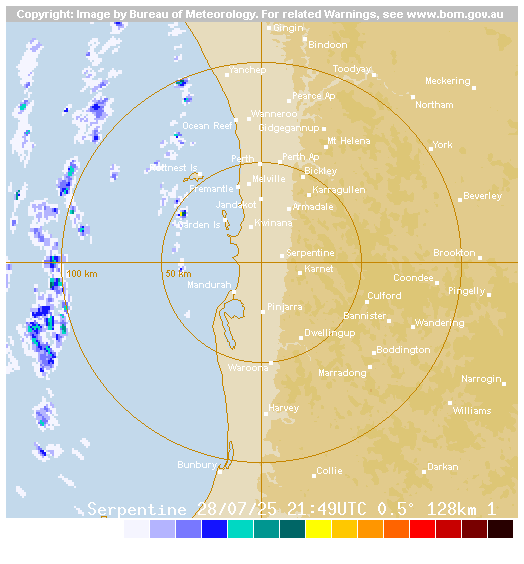 Copyright: Image by Bureau of Meteorology. For related Warnings, see www.bom.gov.au
Gingin
Bindoon
Yanchep
Toodyay
Meckering
Pearce Ap
Northam
Wanneroo
Ocean Reef
Gidgegannup
Mt Helena
York
Perth
Perth Ap
Rottnest Is
Bickley
Melville
Fremantle
Karragullen
Beverley
Jandakot
Armadale
Garden Is
Kwinana
Serpentine
Brookton
100 km
50 km
Karnet
Mandurah
Coondee
Pingelly
Cufford
Pinjarra
Bannister
Wandering
Dwellingup
Boddington
Waroona
Marradong
Narrogin
Harvey
Williams
Bunbury
Collie
Darkan
Serpentine 28/07/25 21:49UTC 0.5° 128km 1